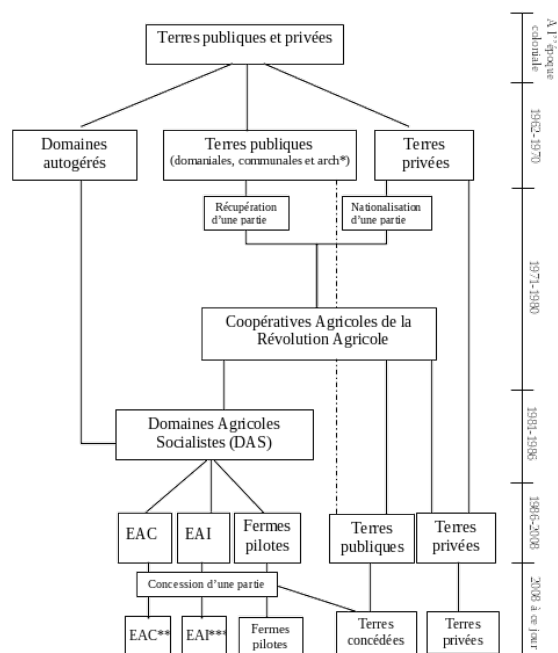 Terres publiques et privées
A l'’époque
coloniale
Domaines
autogérés
Terres publiques
(domaniales, communales et arch*)
Terres
privées
1962-1970
Récupération
d'une partie
Nationalisation
d'une partie
1971-1980
Coopératives Agricoles de la
Révolution Agricole
Domaines Agricoles
Socialistes (DAS)
1981-1986
EAC
EAI
Fermes
pilotes
Terres
publiques
Terres
privées
1986-2008
Concession d'une partie
EAC**
EAI***
Fermes
pilotes
Terres
concédées
Terres
privées
2008 à ce jour